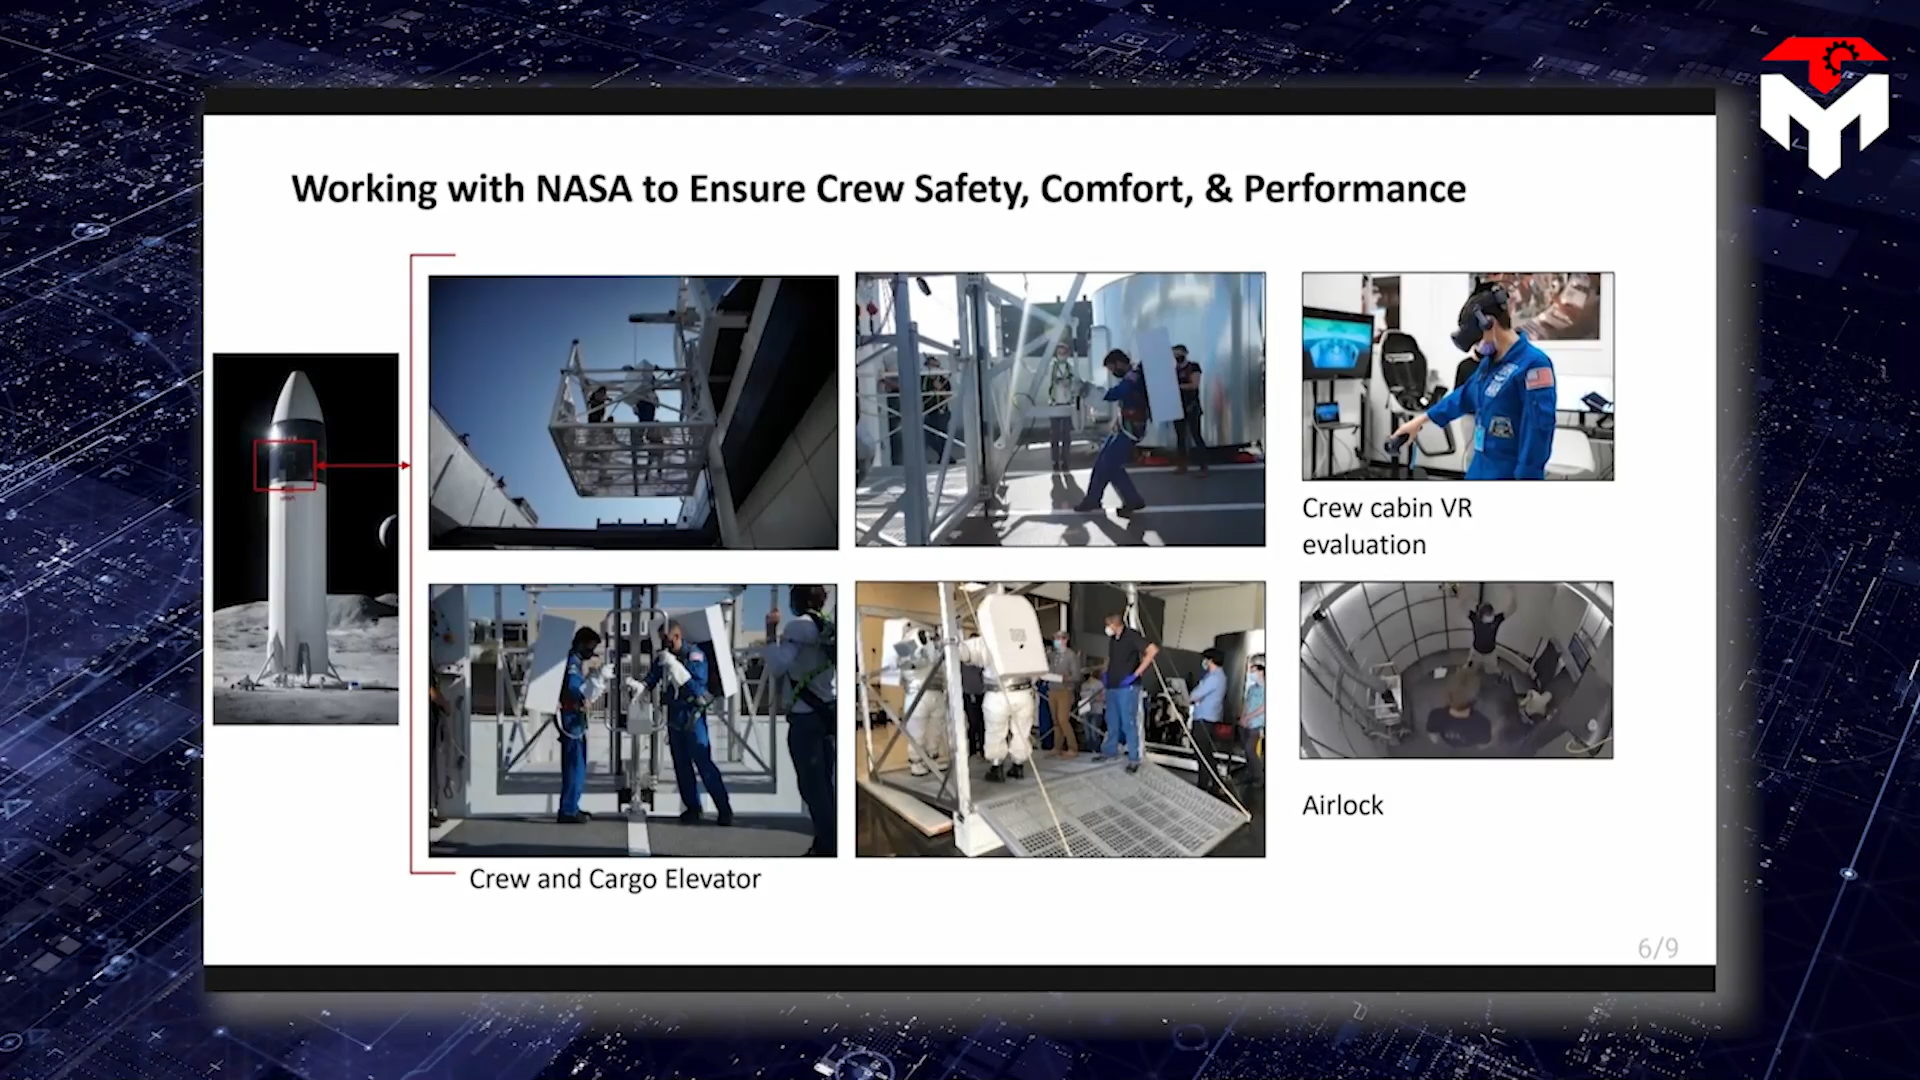 Working with NASA to Ensure Crew Safety, Comfort, & Performance
Crew cabin VR
evaluation
Airlock
Crew and Cargo Elevator
6/9